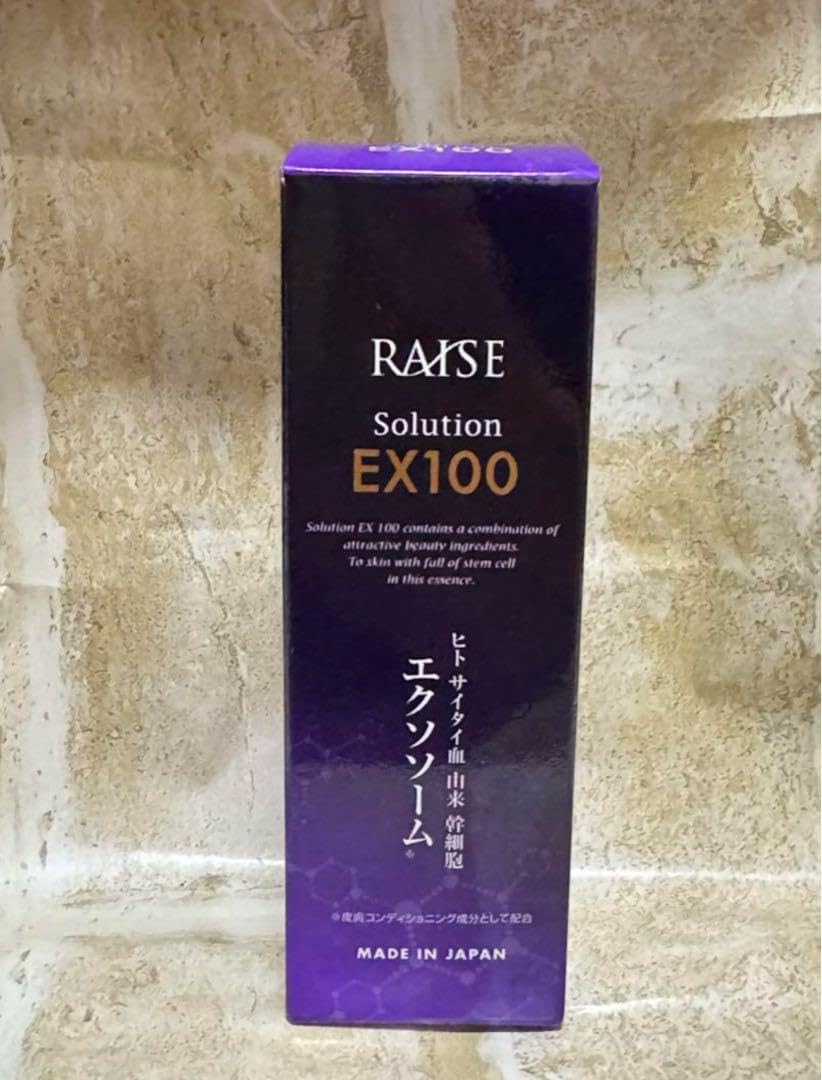 EX100
RAISE
Solution
EX100
Solution EX 100 contains a combination of
attractive beauty ingredients.
To skin with full of stem cell
in this essence.
ヒト サイタイ血 由来 幹細胞
エクソソーム※
※皮膚コンディショニング成分として配合
MADE IN JAPAN